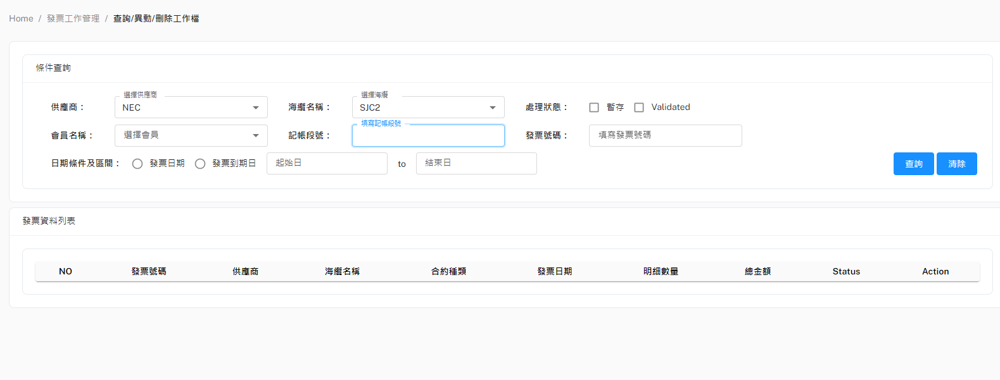 Home / 發票工作管理 / 查詢/異動/刪除工作檔
條件查詢
供應商： 選擇供應商 NEC 海纜名稱： 選擇海纜 SJC2 處理狀態： 暫存 Validated
會員名稱： 選擇會員 記帳段號： 填寫記帳段號 發票號碼： 填寫發票號碼
日期條件及區間： 發票日期 發票到期日 起始日 to 結束日 查詢 清除
發票資料列表
NO 發票號碼 供應商 海纜名稱 合約種類 發票日期 明細數量 總金額 Status Action